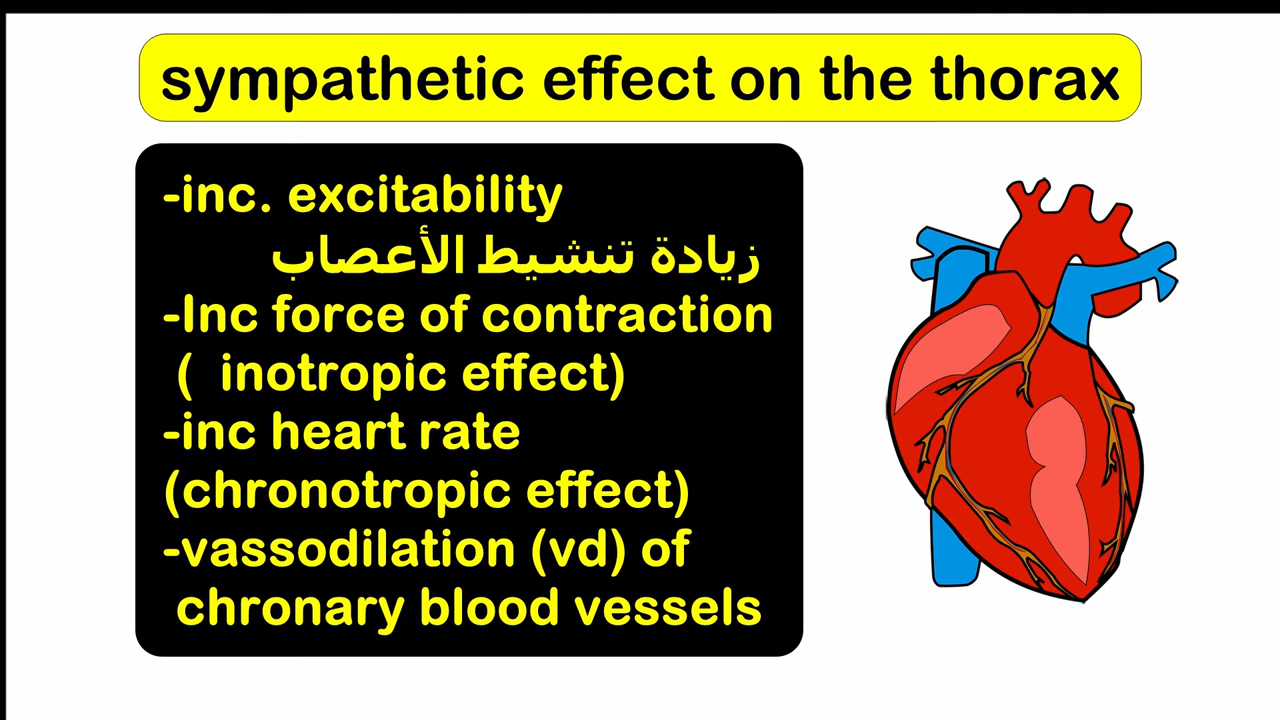 sympathetic effect on the thorax
-inc. excitability
زيادة تنشيط الأعصاب
-Inc force of contraction
(  inotropic effect)
-inc heart rate
(chronotropic effect)
-vassodilation (vd) of
chronary blood vessels